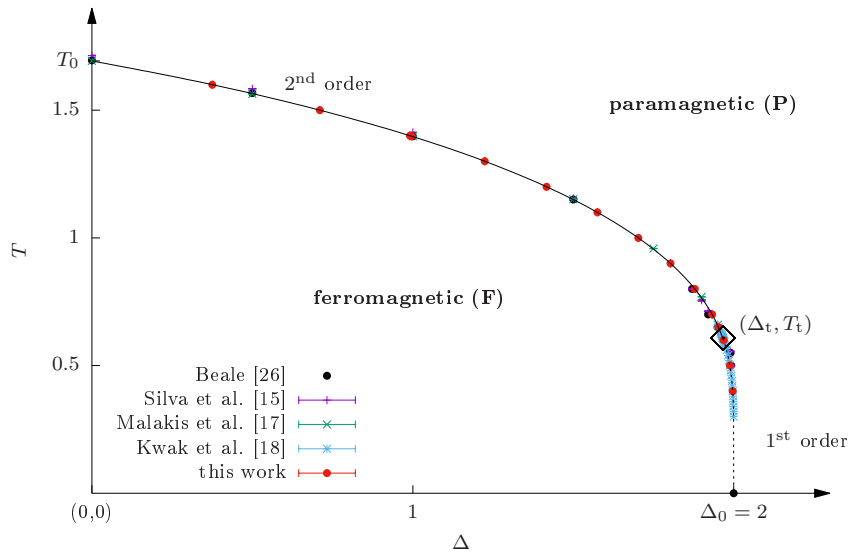 T₀
2nd order
paramagnetic (P)
1.5
T
1
ferromagnetic (F)
(Δt, Tt)
0.5
Beale [26]
Silva et al. [15]
Malakis et al. [17]
Kwak et al. [18]
this work
1st order
(0,0)
1
Δ₀ = 2
Δ